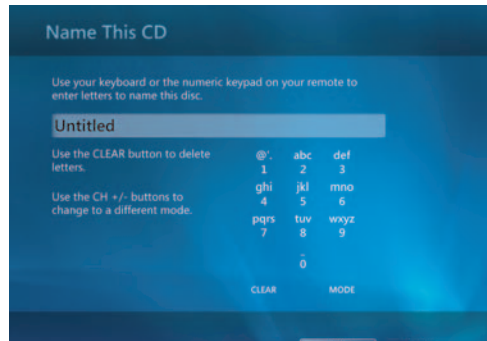 Name This CD
Use your keyboard or the numeric keypad on your remote to
enter letters to name this disc.
Untitled
Use the CLEAR button to delete
letters.
Use the CH +/- buttons to
change to a different mode.
@'. abc def
1 2 3
ghi jkl mno
4 5 6
pqrs tuv wxyz
7 8 9
0
CLEAR MODE